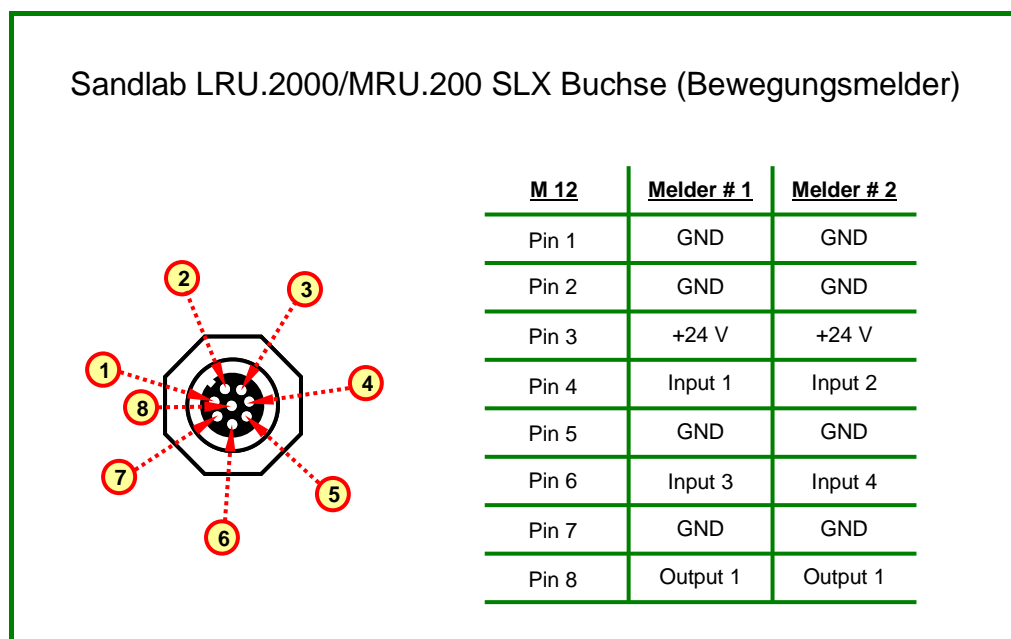 Sandlab LRU.2000/MRU.200 SLX Buchse (Bewegungsmelder)
M 12 Melder # 1 Melder # 2
Pin 1 GND GND
Pin 2 GND GND
Pin 3 +24 V +24 V
Pin 4 Input 1 Input 2
Pin 5 GND GND
Pin 6 Input 3 Input 4
Pin 7 GND GND
Pin 8 Output 1 Output 1
2
3
1
4
8
7
5
6